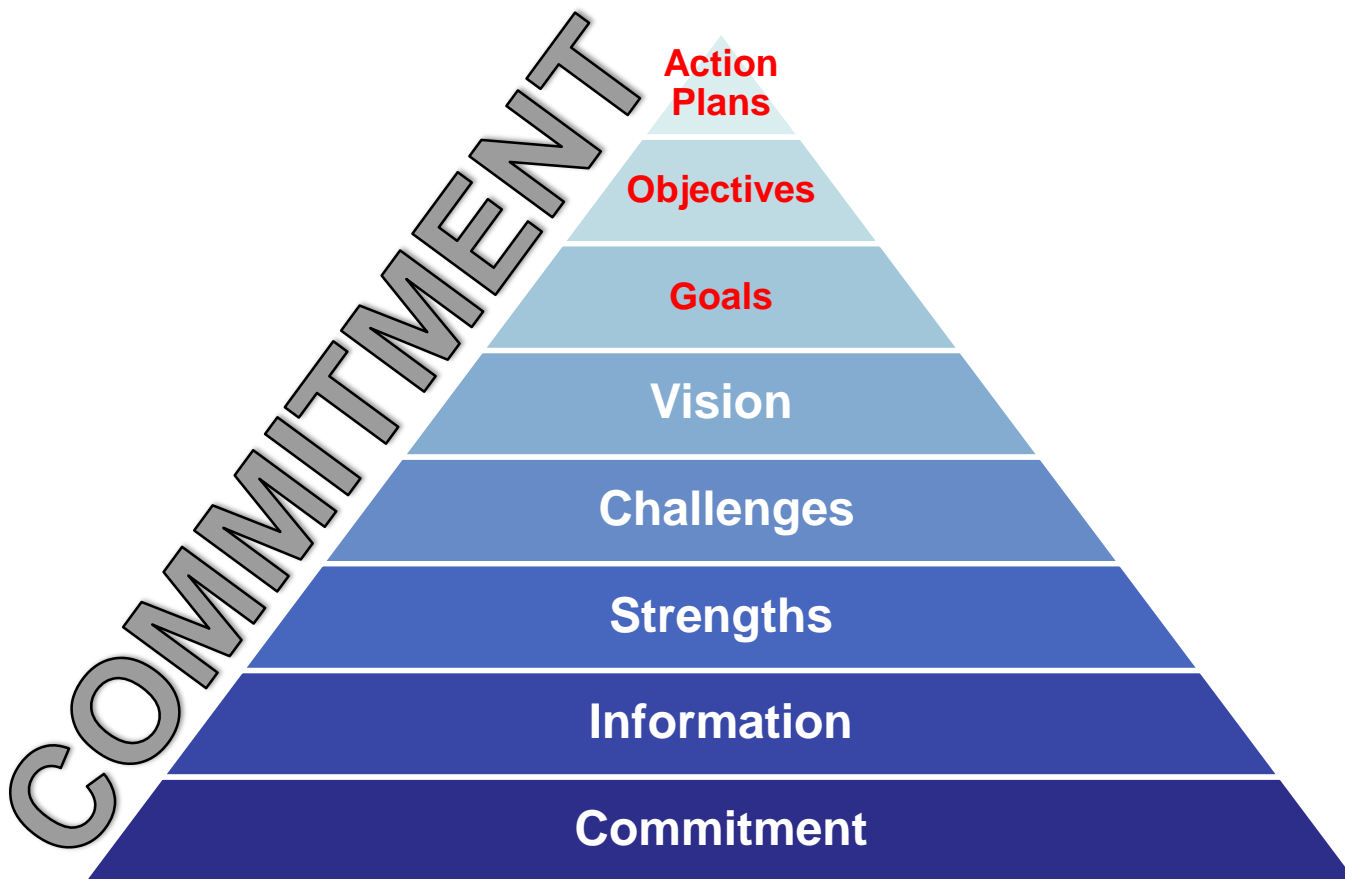 COMMITMENT
Action
Plans
Objectives
Goals
Vision
Challenges
Strengths
Information
Commitment